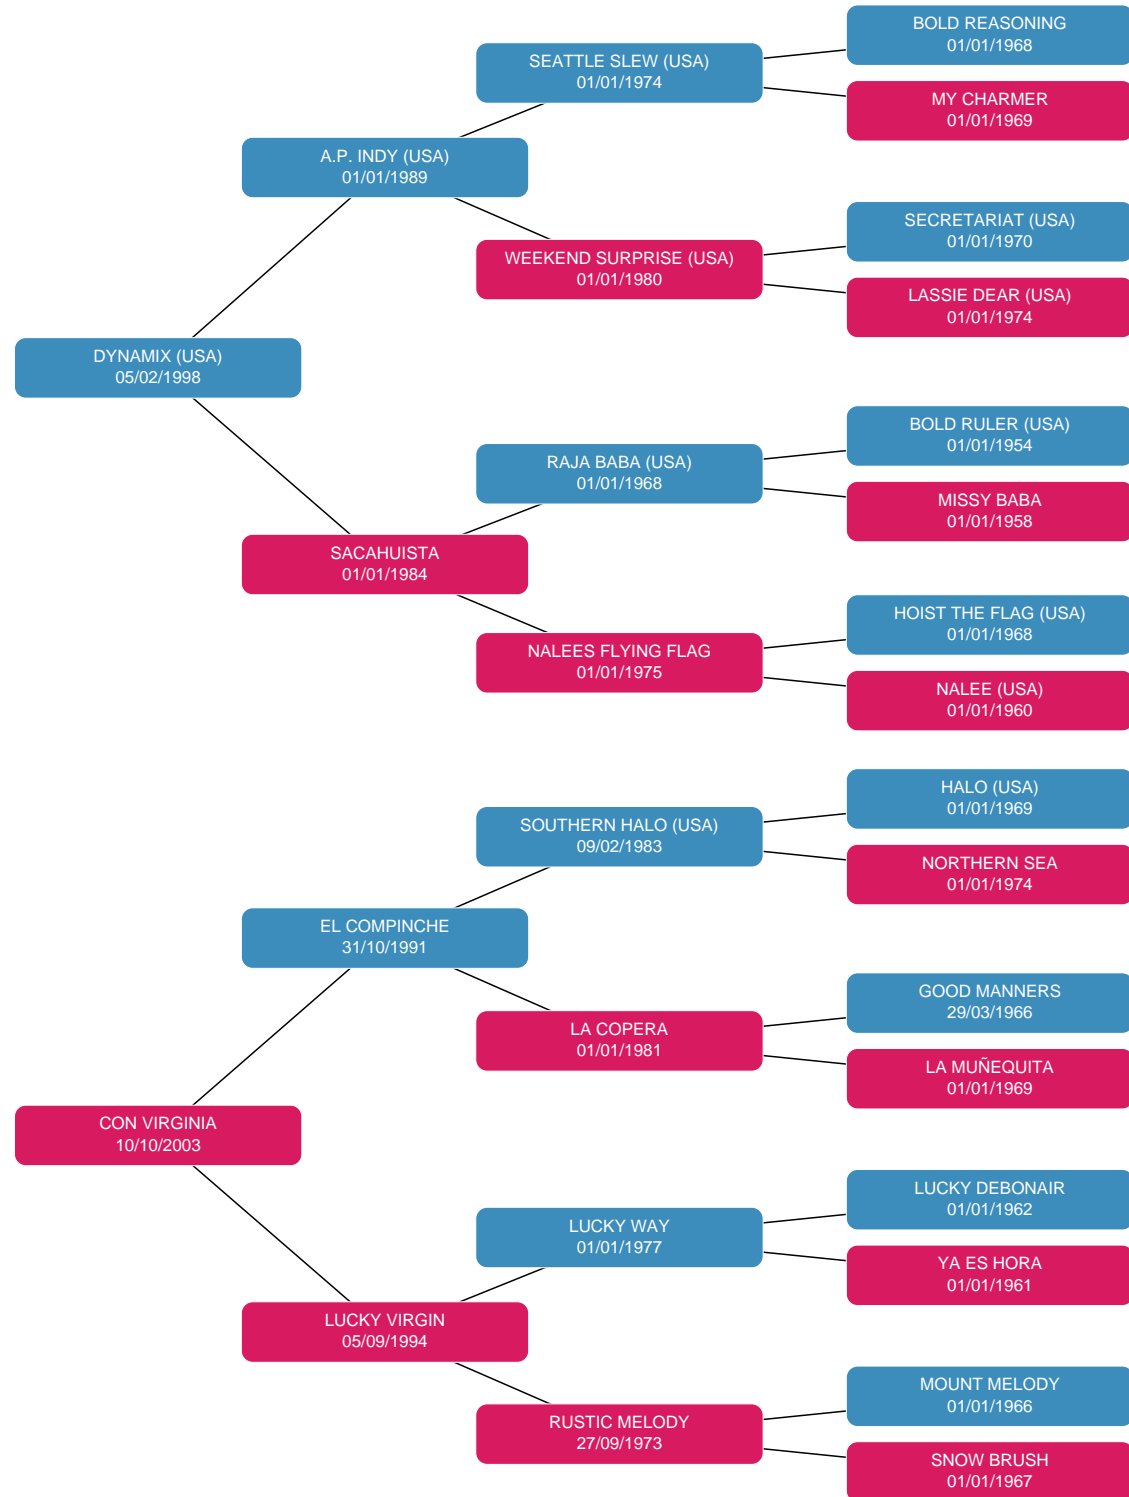 BOLD REASONING
01/01/1968
SEATTLE SLEW (USA)
01/01/1974
MY CHARMER
01/01/1969
A.P. INDY (USA)
01/01/1989
SECRETARIAT (USA)
01/01/1970
WEEKEND SURPRISE (USA)
01/01/1980
LASSIE DEAR (USA)
01/01/1974
DYNAMIX (USA)
05/02/1998
BOLD RULER (USA)
01/01/1954
RAJA BABA (USA)
01/01/1968
MISSY BABA
01/01/1958
SACAHUISTA
01/01/1984
HOIST THE FLAG (USA)
01/01/1968
NALEES FLYING FLAG
01/01/1975
NALEE (USA)
01/01/1960
HALO (USA)
01/01/1969
SOUTHERN HALO (USA)
09/02/1983
NORTHERN SEA
01/01/1974
EL COMPINCHE
31/10/1991
GOOD MANNERS
29/03/1966
LA COPERA
01/01/1981
LA MUÑEQUITA
01/01/1969
CON VIRGINIA
10/10/2003
LUCKY DEBONAIR
01/01/1962
LUCKY WAY
01/01/1977
YA ES HORA
01/01/1961
LUCKY VIRGIN
05/09/1994
MOUNT MELODY
01/01/1966
RUSTIC MELODY
27/09/1973
SNOW BRUSH
01/01/1967